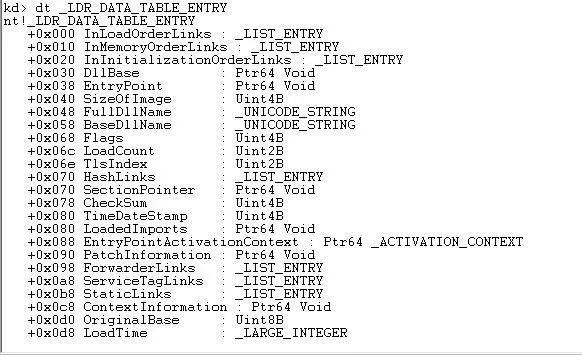 kd> dt _LDR_DATA_TABLE_ENTRY
nt!_LDR_DATA_TABLE_ENTRY
   +0x000 InLoadOrderLinks : _LIST_ENTRY
   +0x010 InMemoryOrderLinks : _LIST_ENTRY
   +0x020 InInitializationOrderLinks : _LIST_ENTRY
   +0x030 DllBase          : Ptr64 Void
   +0x038 EntryPoint       : Ptr64 Void
   +0x040 SizeOfImage      : Uint4B
   +0x048 FullDllName      : _UNICODE_STRING
   +0x058 BaseDllName      : _UNICODE_STRING
   +0x068 Flags            : Uint4B
   +0x06c LoadCount        : Uint2B
   +0x06e TlsIndex         : Uint2B
   +0x070 HashLinks        : _LIST_ENTRY
   +0x070 SectionPointer   : Ptr64 Void
   +0x078 CheckSum         : Uint4B
   +0x080 TimeDateStamp    : Uint4B
   +0x080 LoadedImports    : Ptr64 Void
   +0x088 EntryPointActivationContext : Ptr64 _ACTIVATION_CONTEXT
   +0x090 PatchInformation : Ptr64 Void
   +0x098 ForwarderLinks   : _LIST_ENTRY
   +0x0a8 ServiceTagLinks  : _LIST_ENTRY
   +0x0b8 StaticLinks      : _LIST_ENTRY
   +0x0c8 ContextInformation : Ptr64 Void
   +0x0d0 OriginalBase     : Uint8B
   +0x0d8 LoadTime         : _LARGE_INTEGER